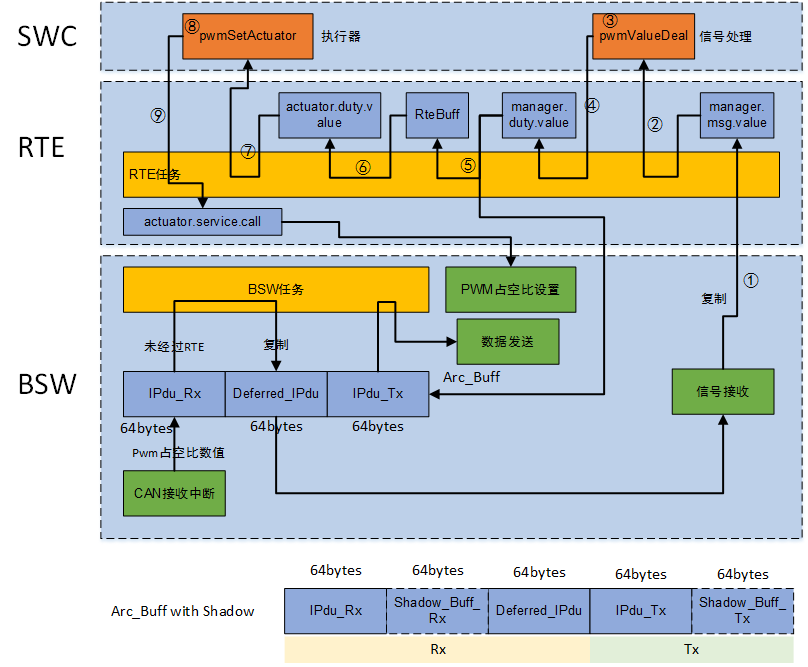 SWC
⑧
pwmSetActuator
执行器
③
pwmValueDeal
信号处理
RTE
⑨
actuator.duty.v
alue
RteBuff
manager.
duty.value
④
manager.
msg.value
②
⑦
⑥
⑤
RTE任务
actuator.service.call
BSW
BSW任务
PWM占空比设置
①
复制
未经过RTE
复制
数据发送
IPdu_Rx
Deferred_IPdu
IPdu_Tx
Arc_Buff
信号接收
64bytes
64bytes
64bytes
Pwm占空比数值
CAN接收中断
64bytes
64bytes
64bytes
64bytes
64bytes
Arc_Buff with Shadow
IPdu_Rx
Shadow_Buff_
Rx
Deferred_IPdu
IPdu_Tx
Shadow_Buff_
Tx
Rx
Tx